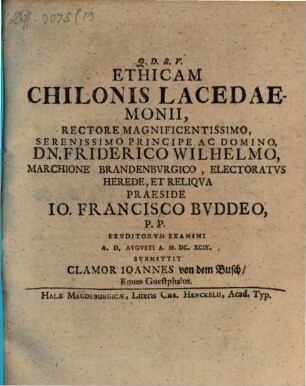 Q. D. B. V.
ETHICAM
CHILONIS LACEDAE-
MONII,
RECTORE MAGNIFICENTISSIMO,
SERENISSIMO PRINCIPE AC DOMINO,
DN. FRIDERICO WILHELMO,
MARCHIONE BRANDENBVRGICO, ELECTORATVS
HEREDE, ET RELIQVA
PRAESIDE
IO. FRANCISCO BVDDEO,
P. P.
ERVDITORVM EXAMINI
A. D. AVGVSTI A. M. DC. XCIX.
SVBMITTIT
CLAMOR IOANNES von dem Busch/
Eques Guestphalus.
HALAE MAGDEBURGICAE, Literis CHR. HENCKELII, Acad. Typ.